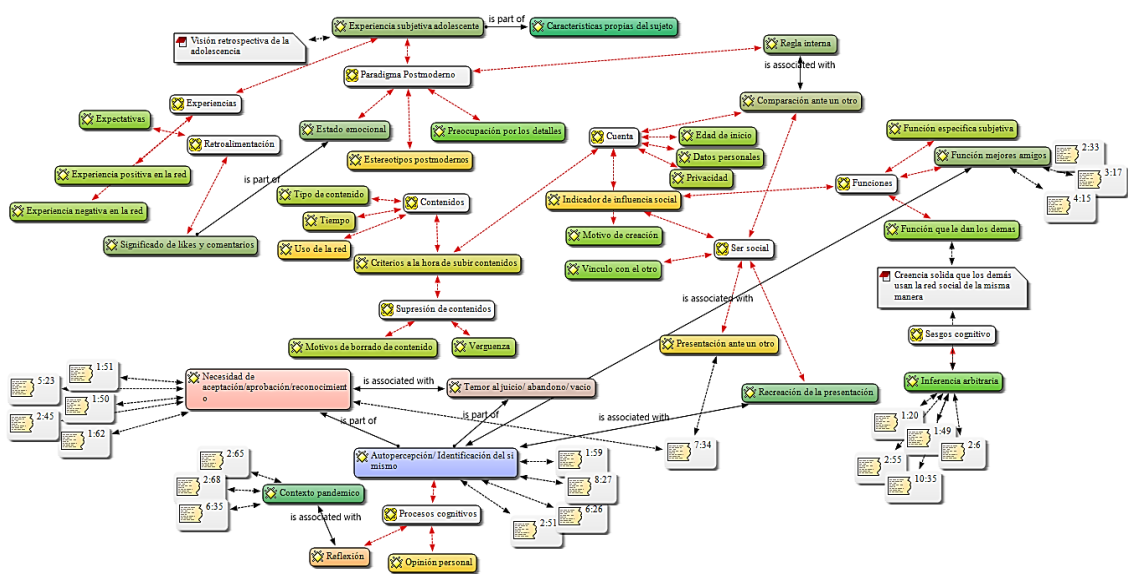 Experiencia subjetiva adolescente
is part of
Caracteristicas propias del sujeto
Visión retrospectiva de la
adolescencia
Regla interna
is associated with
Paradigma Postmoderno
Experiencias
Comparación ante un otro
Expectativas
Estado emocional
Preocupación por los detalles
Cuenta
Edad de inicio
Función especifica subjetiva
Retroalimentación
Estereotipos postmodernos
Datos personales
Función mejores amigos
2:33
Experiencia positiva en la red
is part of
Privacidad
Funciones
3:17
Tipo de contenido
Contenidos
Indicador de influencia social
4:15
Experiencia negativa en la red
Tiempo
Significado de likes y comentarios
Uso de la red
Motivo de creación
Ser social
Función que le dan los demas
Criterios a la hora de subir contenidos
Vinculo con el otro
Creencia solida que los demás
usan la red social de la misma
manera
is associated with
Supresión de contenidos
Sesgos cognitivo
Motivos de borrado de contenido
Verguenza
Presentación ante un otro
1:51
5:23
Necesidad de
aceptación/aprobación/reconocimient
o
is associated with
Temor al juicio/ abandono/ vacio
Recreación de la presentación
Inferencia arbitraria
1:50
2:45
1:62
is part of
is part of
is associated with
1:20
1:49
2:6
7:34
2:55
10:35
Autopercepción/ Identificación del si
mismo
1:59
8:27
2:65
2:68
6:35
Contexto pandemico
is associated with
Procesos cognitivos
2:51
6:26
Reflexión
Opinión personal